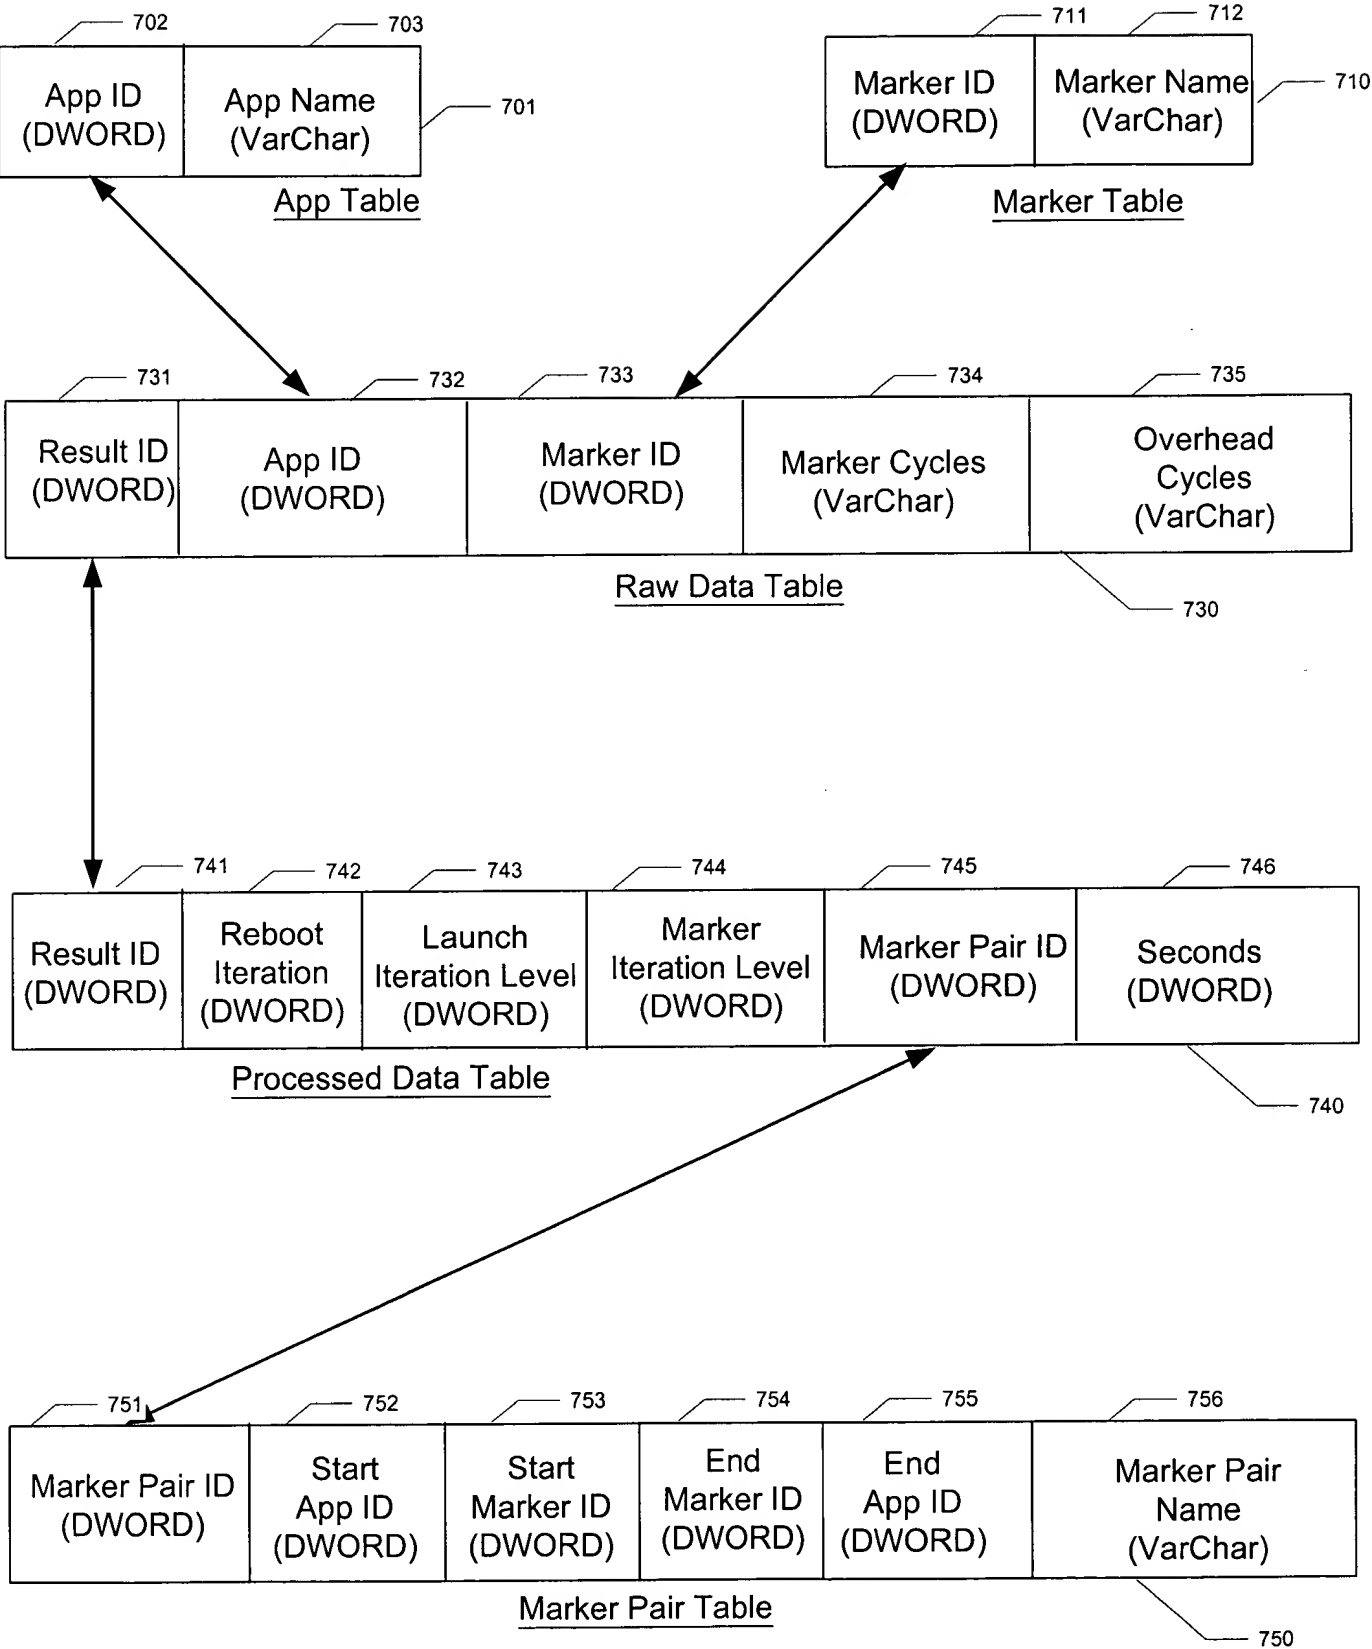 702
703
711
712
App ID
(DWORD)
App Name
(VarChar)
701
Marker ID
(DWORD)
Marker Name
(VarChar)
710
App Table
Marker Table
731
732
733
734
735
Result ID
(DWORD)
App ID
(DWORD)
Marker ID
(DWORD)
Marker Cycles
(VarChar)
Overhead
Cycles
(VarChar)
Raw Data Table
730
741
742
743
744
745
746
Result ID
(DWORD)
Reboot
Iteration
(DWORD)
Launch
Iteration Level
(DWORD)
Marker
Iteration Level
(DWORD)
Marker Pair ID
(DWORD)
Seconds
(DWORD)
Processed Data Table
740
751
752
753
754
755
756
Marker Pair ID
(DWORD)
Start
App ID
(DWORD)
Start
Marker ID
(DWORD)
End
Marker ID
(DWORD)
End
App ID
(DWORD)
Marker Pair
Name
(VarChar)
Marker Pair Table
750